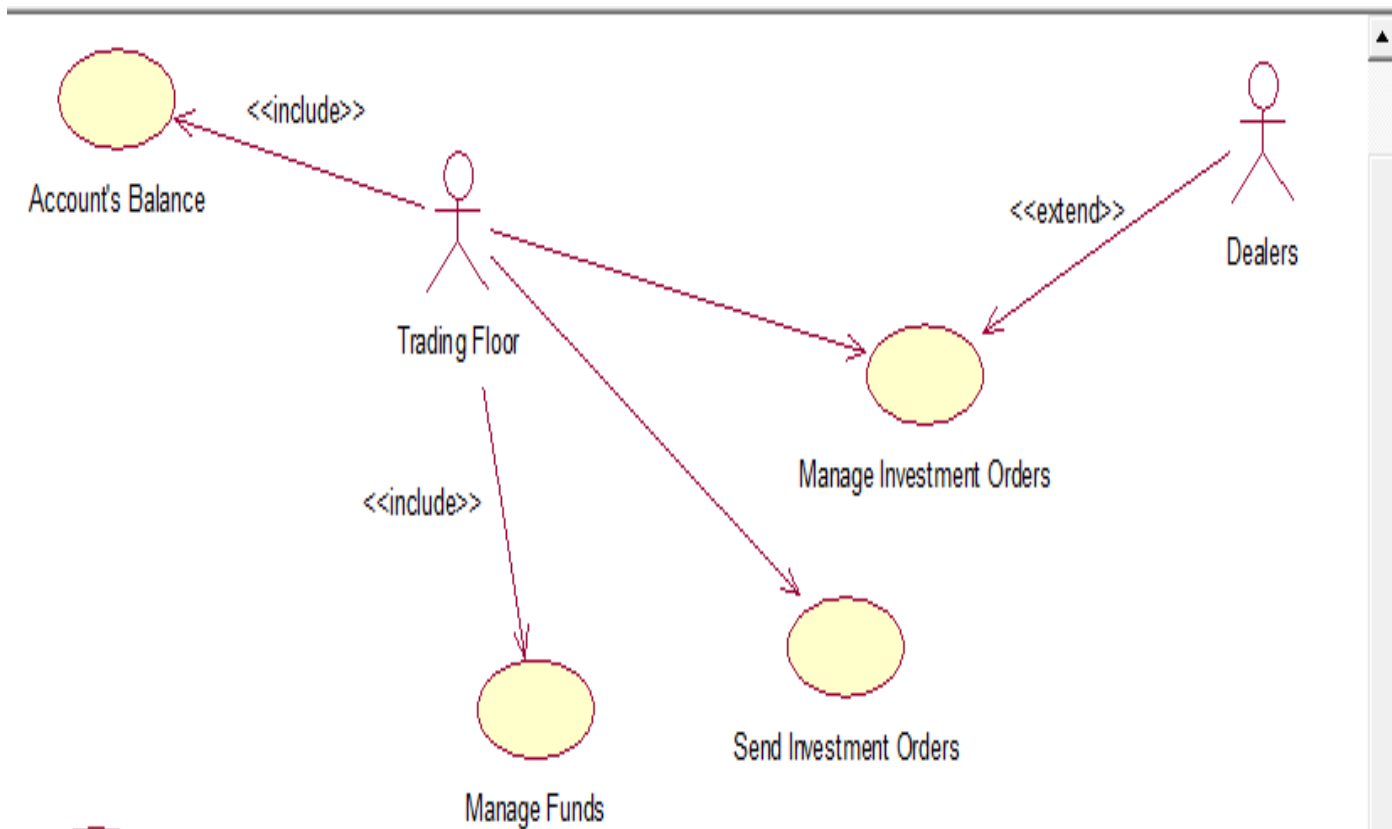 <<include>>
Account's Balance
<<extend>>
Dealers
Trading Floor
Manage Investment Orders
<<include>>
Send Investment Orders
Manage Funds